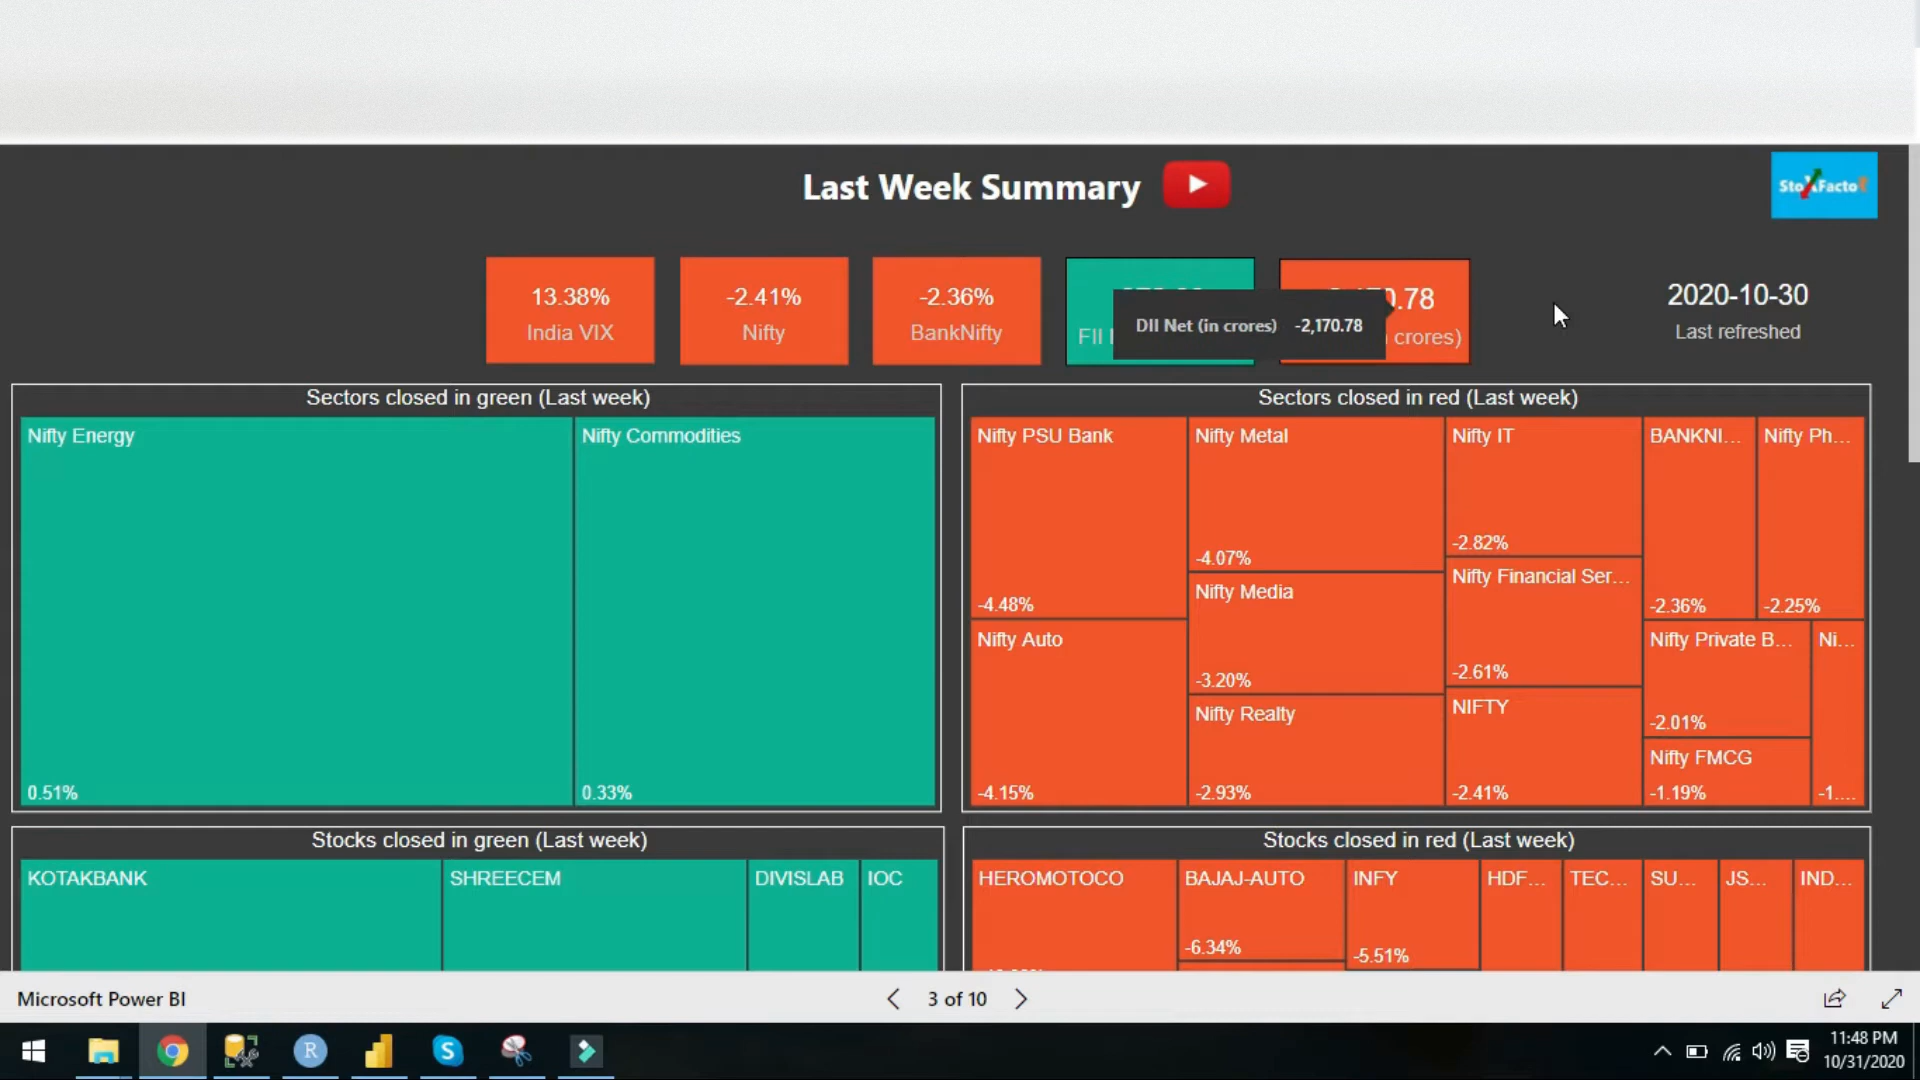 Last Week Summary
StoXFactor
13.38%
India VIX
-2.41%
Nifty
-2.36%
BankNifty
FII
.78
crores)
DII Net (in crores) -2,170.78
2020-10-30
Last refreshed
Sectors closed in green (Last week)
Nifty Energy
0.51%
Nifty Commodities
0.33%
Sectors closed in red (Last week)
Nifty PSU Bank
-4.48%
Nifty Auto
-4.15%
Nifty Metal
-4.07%
Nifty Media
-3.20%
Nifty Realty
-2.93%
Nifty IT
-2.82%
Nifty Financial Ser...
-2.61%
NIFTY
-2.41%
BANKNI...
-2.36%
Nifty Ph...
-2.25%
Nifty Private B...
-2.01%
Nifty FMCG
-1.19%
Ni...
-1....
Stocks closed in green (Last week)
KOTAKBANK
SHREECEM
DIVISLAB
IOC
Stocks closed in red (Last week)
HEROMOTOCO
BAJAJ-AUTO
-6.34%
INFY
-5.51%
HDF...
TEC...
SU...
JS...
IND...
Microsoft Power BI
3 of 10
11:48 PM
10/31/2020